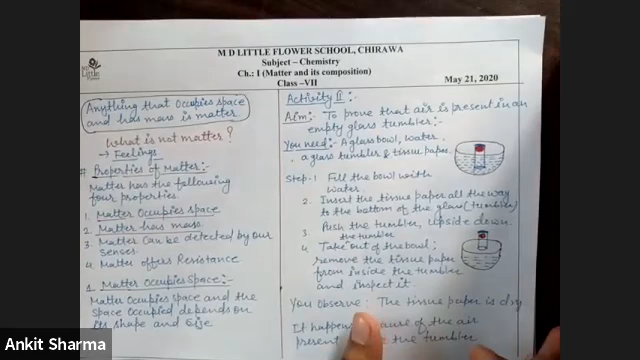 M D LITTLE FLOWER SCHOOL, CHIRAWA
Subject – Chemistry
Ch.: I (Matter and its composition)
Class –VII
May 21, 2020
Little
Anything that occupies space
and has mass is matter.
What is not matter?
→ Feelings
# Properties of Matter:-
Matter has the following
four properties.
1. Matter Occupies space
2. Matter has mass
3 Matter Can be detected by our
senses
4 Matter offers Resistance
1. Matter Occupies Space:-
Matter Occupies space and the
space Occupied depends on
its shape and size
Activity II :-
Aim: To prove that air is present in an
empty glass tumbler:-
You need:- A glass bowl, water,
a glass tumbler & tissue paper
Step-1 Fill the bowl with
water.
2. Insert the tissue paper all the way
to the bottom of the glass (tumbler)
3 Push the tumbler, upside down
the tumbler
4 Take out of the bowl;
remove the tissue paper
from inside the tumbler
and inspect it
You Observe: The tissue paper is dry
It happen cause of the air
present the tumbler
Ankit Sharma